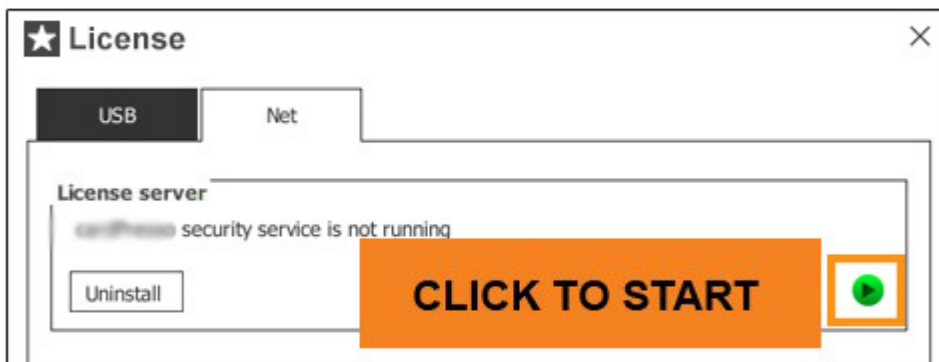 License
USB
Net
License server
security service is not running
Uninstall
CLICK TO START